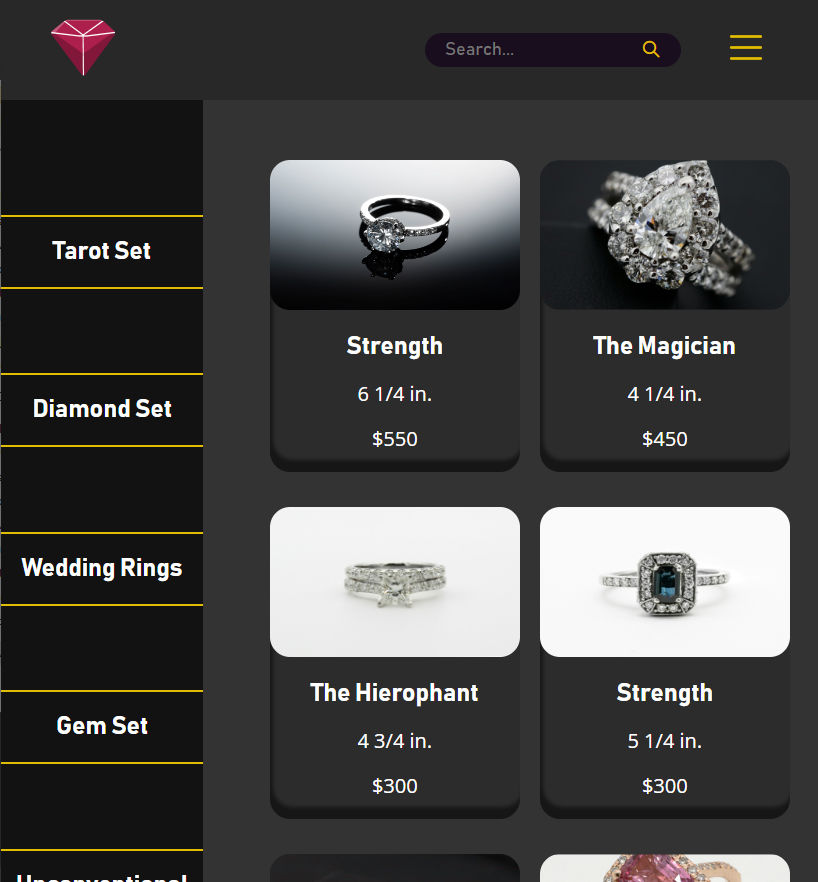 Search...
Tarot Set
Diamond Set
Wedding Rings
Gem Set
Unconventional
Strength
6 1/4 in.
$550
The Magician
4 1/4 in.
$450
The Hierophant
4 3/4 in.
$300
Strength
5 1/4 in.
$300